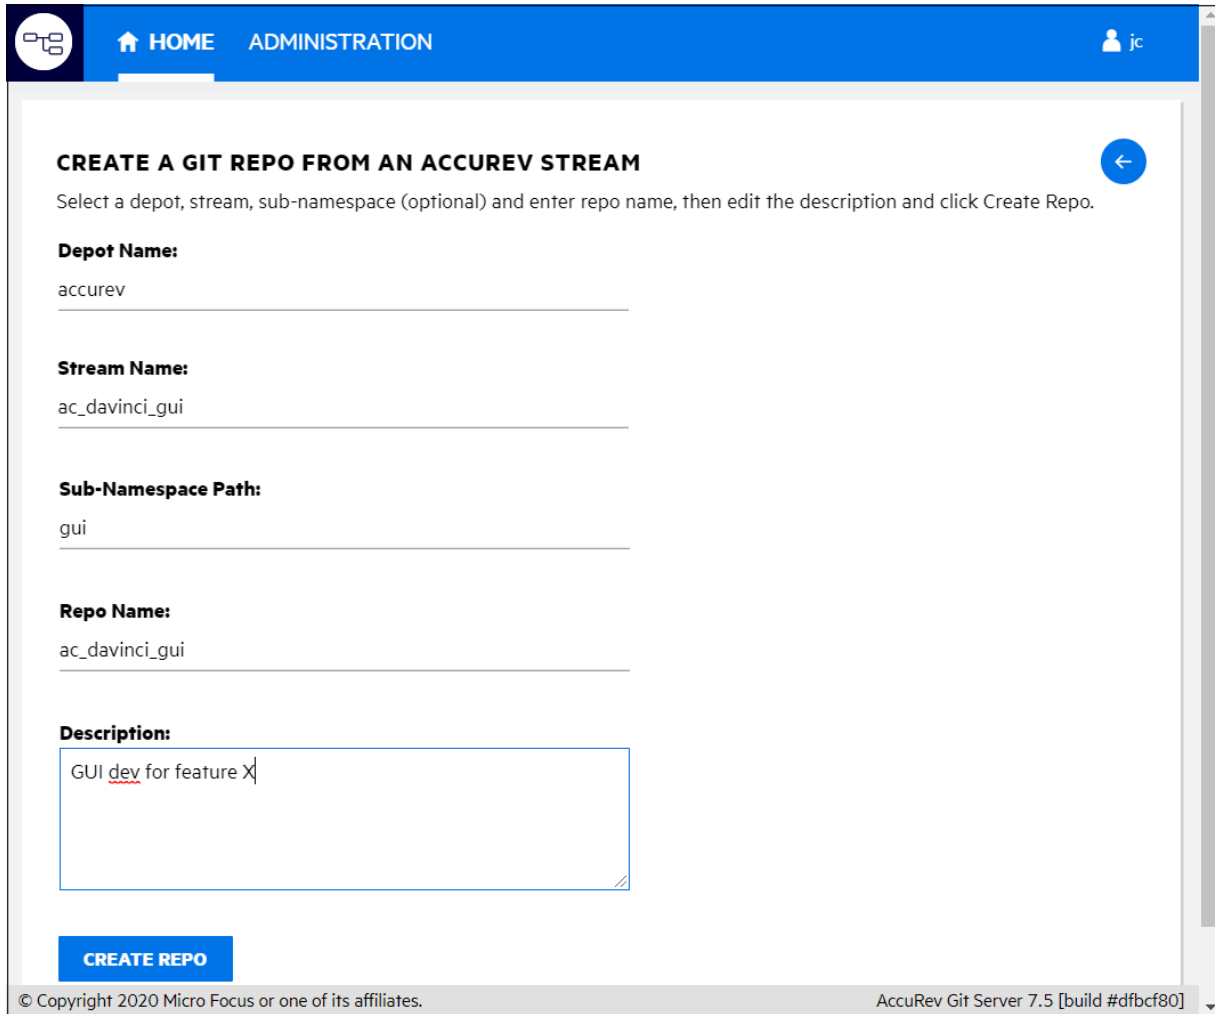 HOME ADMINISTRATION jc
CREATE A GIT REPO FROM AN ACCUREV STREAM
Select a depot, stream, sub-namespace (optional) and enter repo name, then edit the description and click Create Repo.
Depot Name:
accurev
Stream Name:
ac_davinci_gui
Sub-Namespace Path:
gui
Repo Name:
ac_davinci_gui
Description:
GUI dev for feature X
CREATE REPO
© Copyright 2020 Micro Focus or one of its affiliates. AccuRev Git Server 7.5 [build #dfbcf80]